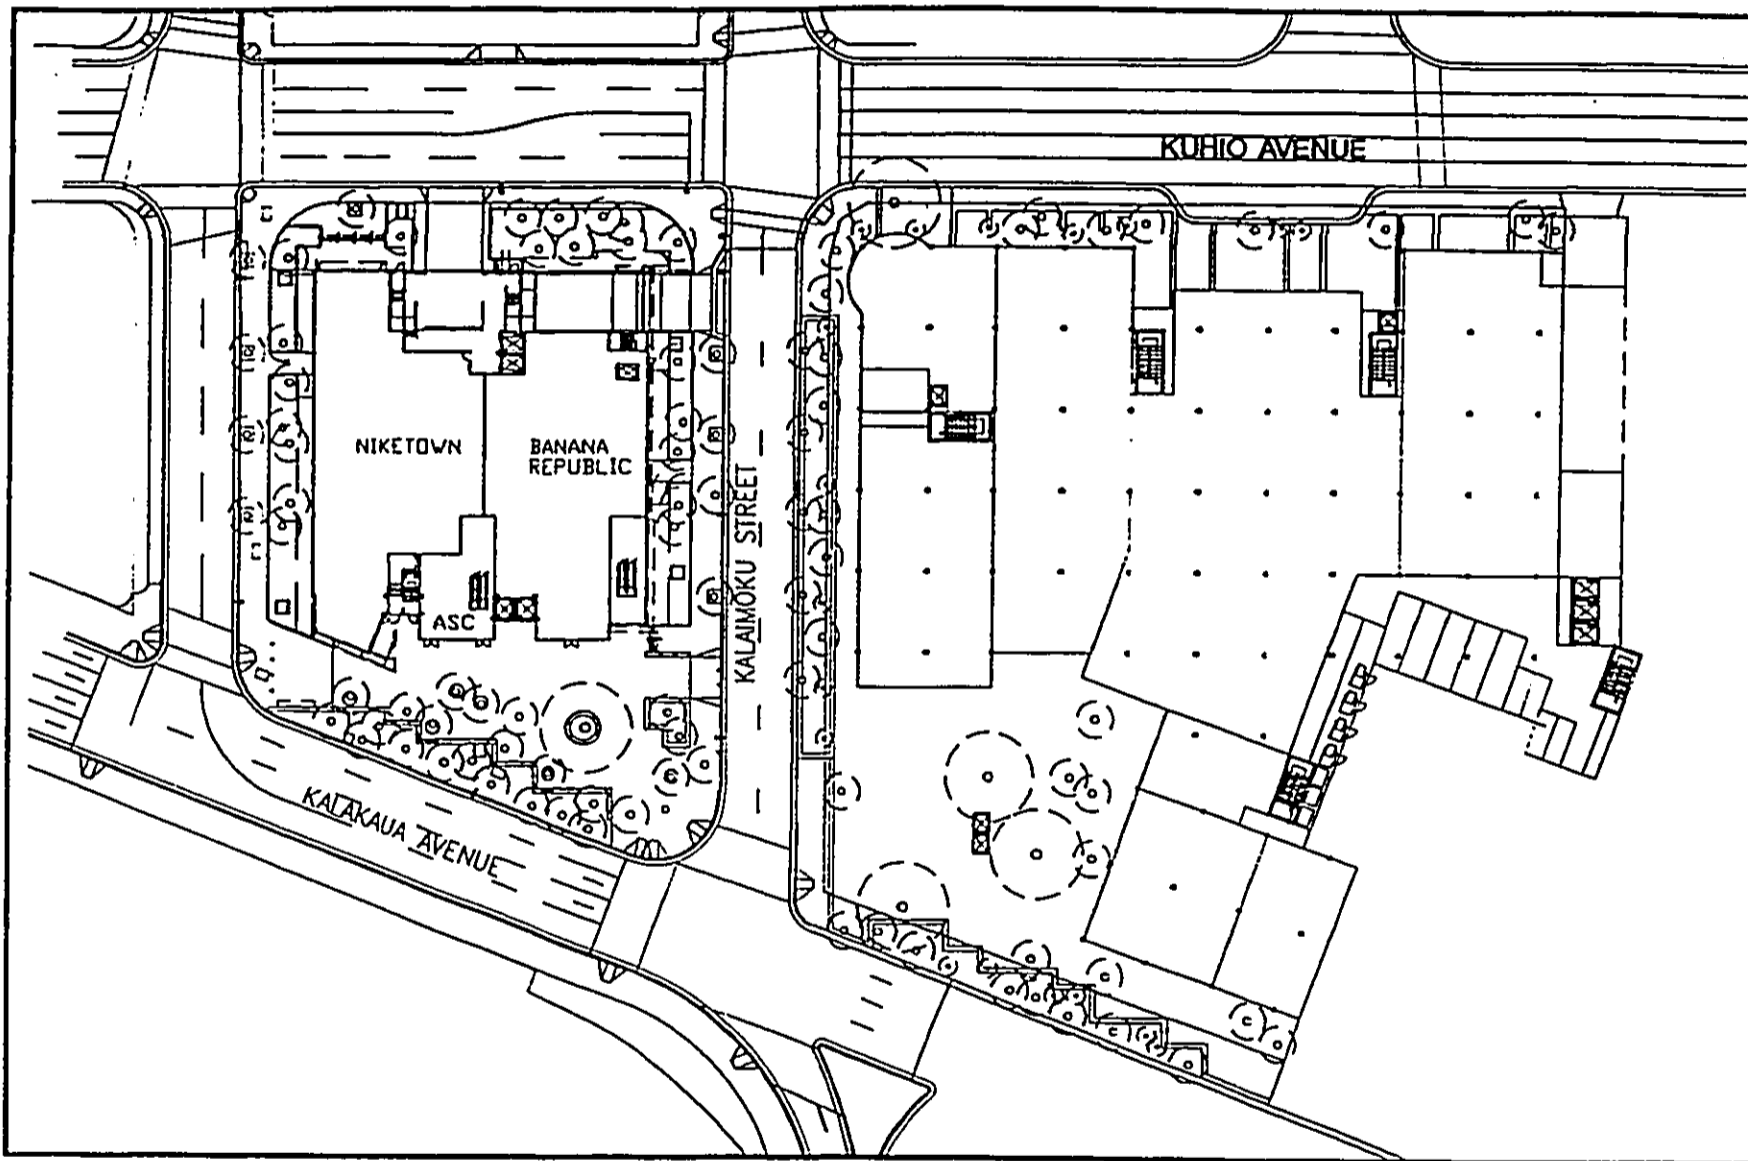 KUHIO AVENUE
NIKETOWN
BANANA
REPUBLIC
KALAIMOKU STREET
ASC
KALAKAUA AVENUE